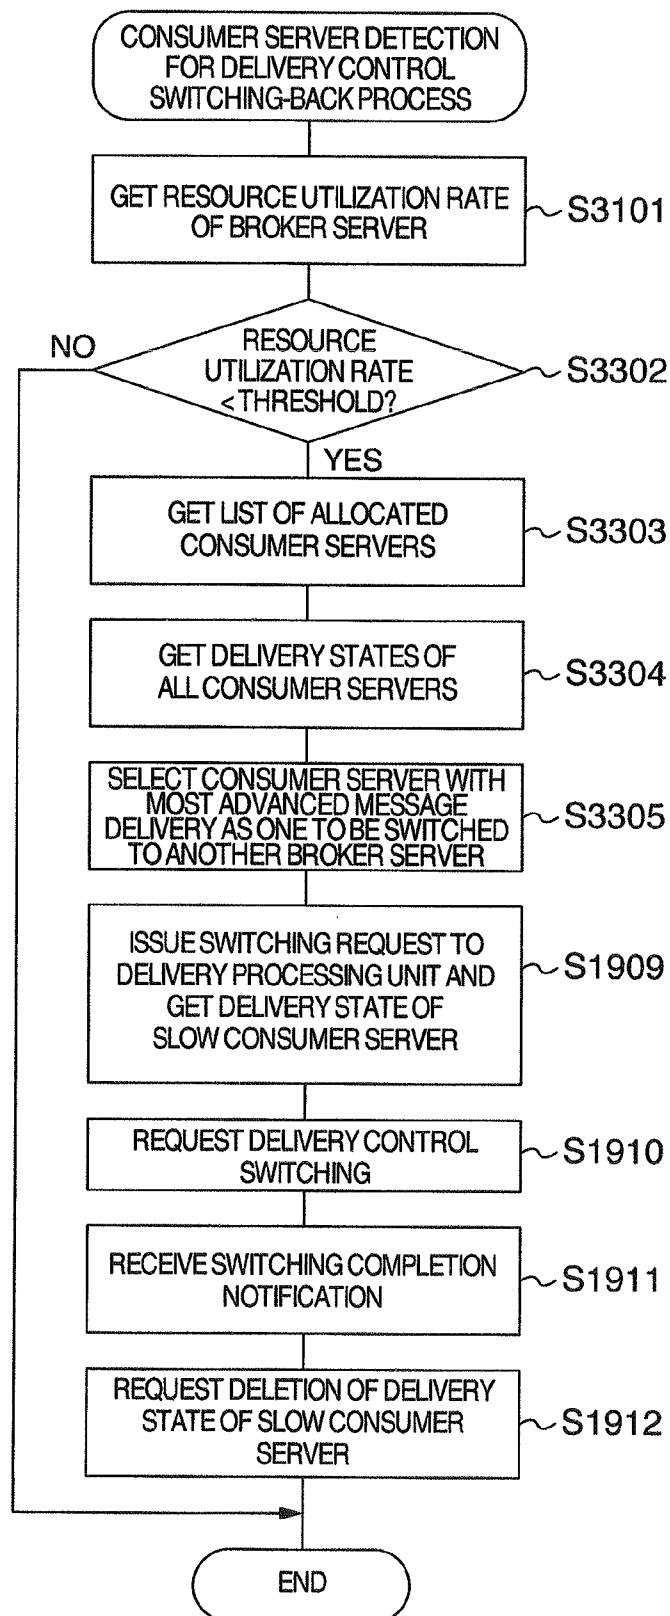 CONSUMER SERVER DETECTION
FOR DELIVERY CONTROL
SWITCHING-BACK PROCESS
GET RESOURCE UTILIZATION RATE
OF BROKER SERVER
S3101
RESOURCE
UTILIZATION RATE
< THRESHOLD?
S3302
NO
YES
GET LIST OF ALLOCATED
CONSUMER SERVERS
S3303
GET DELIVERY STATES OF
ALL CONSUMER SERVERS
S3304
SELECT CONSUMER SERVER WITH
MOST ADVANCED MESSAGE
DELIVERY AS ONE TO BE SWITCHED
TO ANOTHER BROKER SERVER
S3305
ISSUE SWITCHING REQUEST TO
DELIVERY PROCESSING UNIT AND
GET DELIVERY STATE OF
SLOW CONSUMER SERVER
S1909
REQUEST DELIVERY CONTROL
SWITCHING
S1910
RECEIVE SWITCHING COMPLETION
NOTIFICATION
S1911
REQUEST DELETION OF DELIVERY
STATE OF SLOW CONSUMER
SERVER
S1912
END